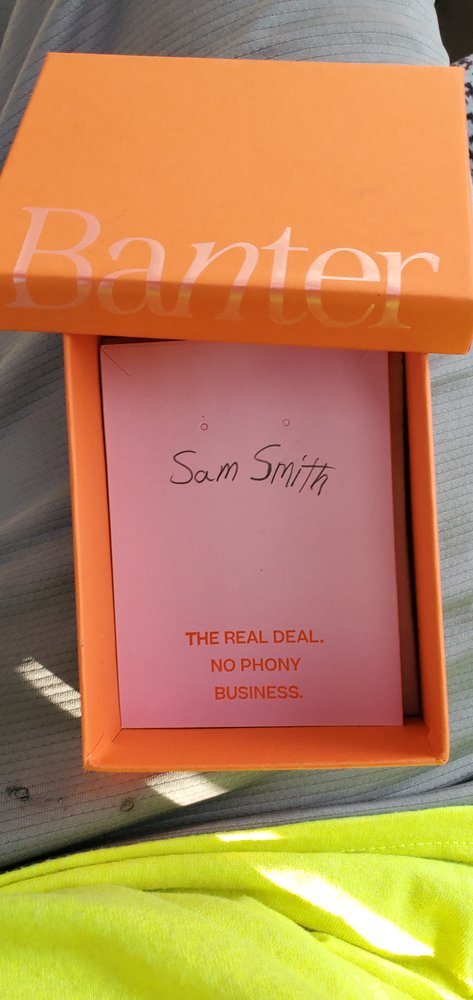 Banter
Sam Smith
THE REAL DEAL.
NO PHONY
BUSINESS.